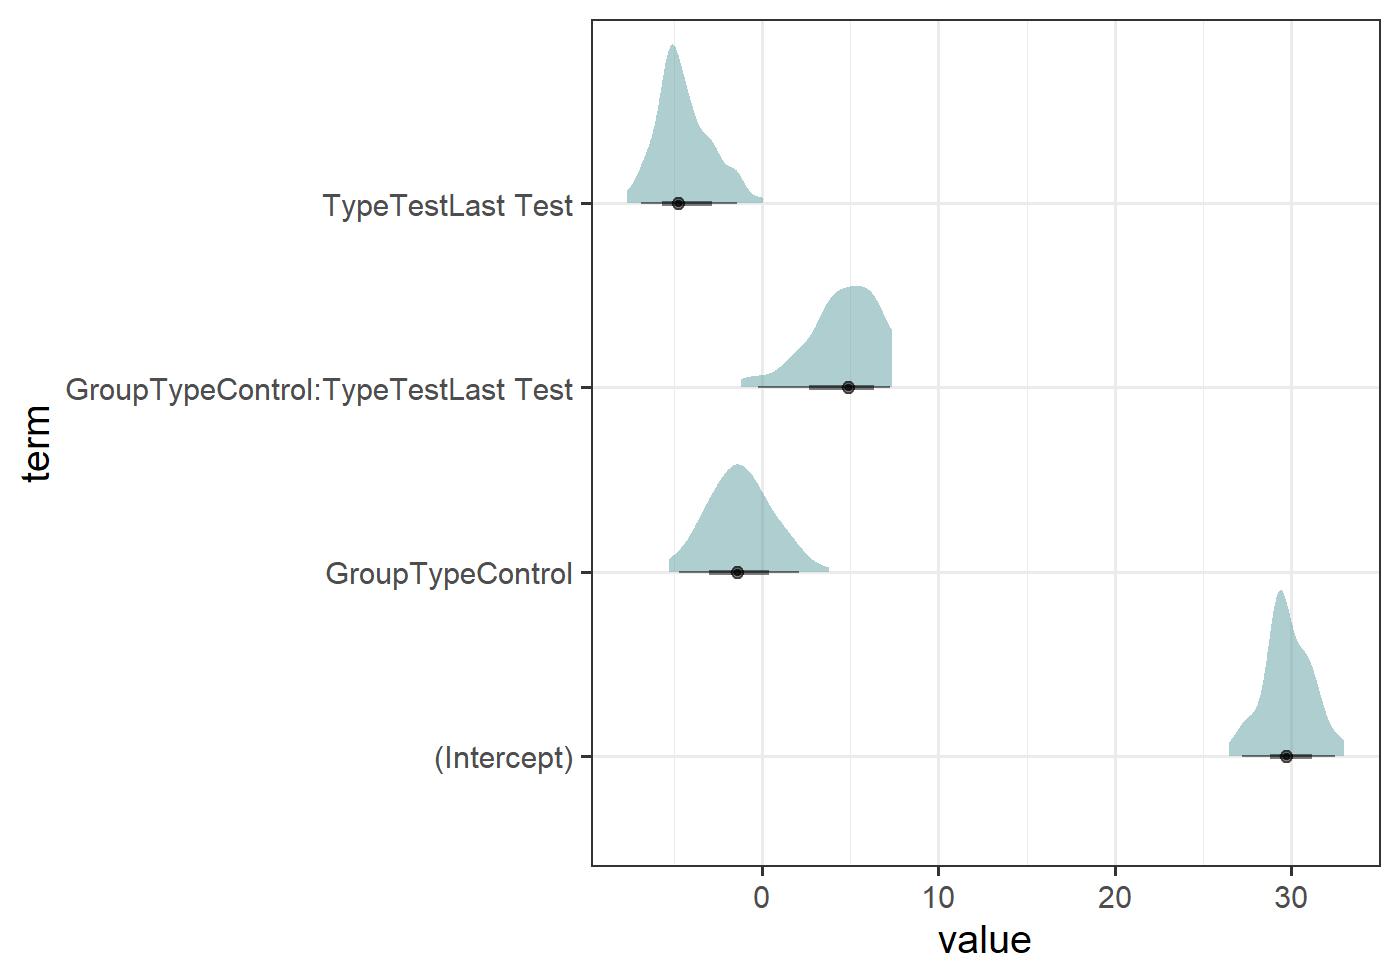 TypeTestLast Test
GroupTypeControl:TypeTestLast Test
GroupTypeControl
(Intercept)
term
0 10 20 30
value